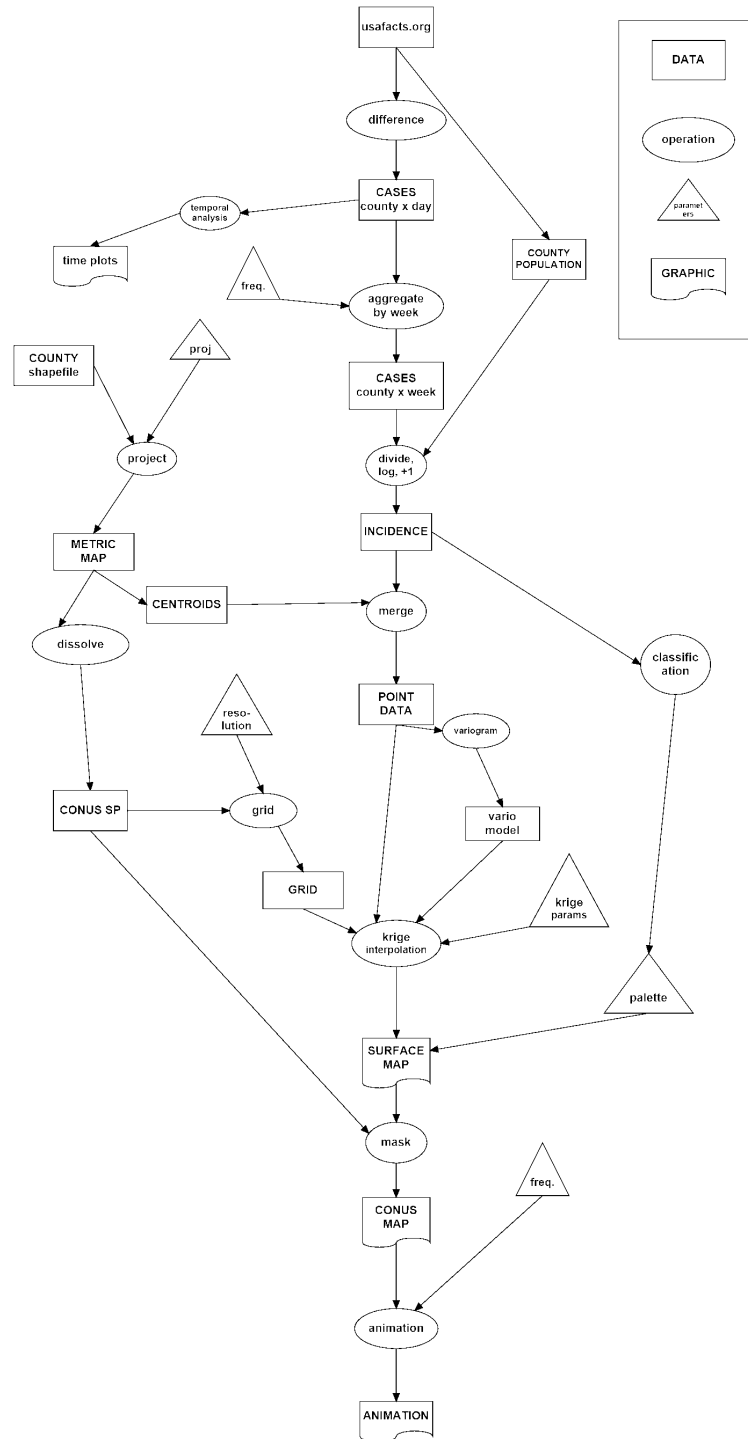 usafacts.org
DATA
difference
operation
CASES
county x day
temporal
analysis
paramet
ers
time plots
COUNTY
POPULATION
GRAPHIC
freq.
aggregate
by week
COUNTY
shapefile
proj
CASES
county x week
project
divide,
log, +1
METRIC
MAP
INCIDENCE
CENTROIDS
merge
dissolve
classific
ation
POINT
DATA
reso-
lution
variogram
CONUS SP
grid
vario
model
GRID
krige
params
krige
interpolation
palette
SURFACE
MAP
mask
freq.
CONUS
MAP
animation
ANIMATION